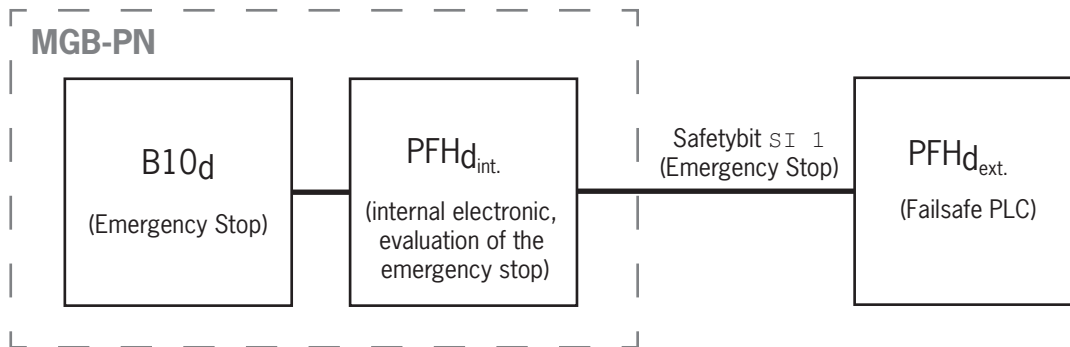 MGB-PN
B10d
(Emergency Stop)
PFHdint.
(internal electronic,
evaluation of the
emergency stop)
Safetybit SI 1
(Emergency Stop)
PFHdext.
(Failsafe PLC)